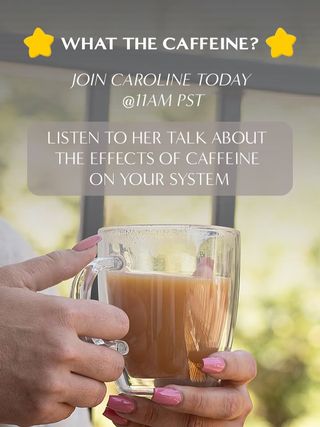 WHAT THE CAFFEINE?
JOIN CAROLINE TODAY
@11AM PST
LISTEN TO HER TALK ABOUT
THE EFFECTS OF CAFFEINE
ON YOUR SYSTEM